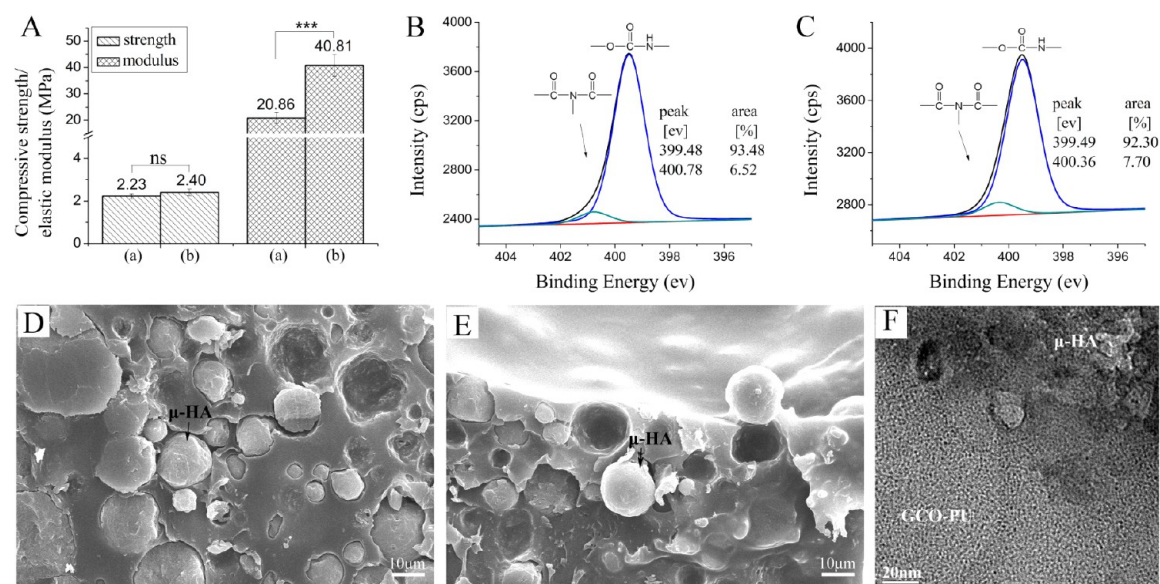 A
strength
modulus
Compressive strength/
elastic modulus (MPa)
50
40
30
20
10
4
2
0
2.23
ns
2.40
20.86
***
40.81
(a)
(b)
(a)
(b)
B
4000
3600
3200
2800
2400
Intensity (cps)
O
O C N
H
O O
C N C
peak area
[ev] [%]
399.48 93.48
400.78 6.52
404 402 400 398 396
Binding Energy (ev)
C
4000
3600
3200
2800
Intensity (cps)
O
O C N
H
O O
C N C
peak area
[ev] [%]
399.49 92.30
400.36 7.70
404 402 400 398 396
Binding Energy (ev)
D
μ-HA
10μm
E
μ-HA
10μm
F
μ-HA
GCO-PU
20nm